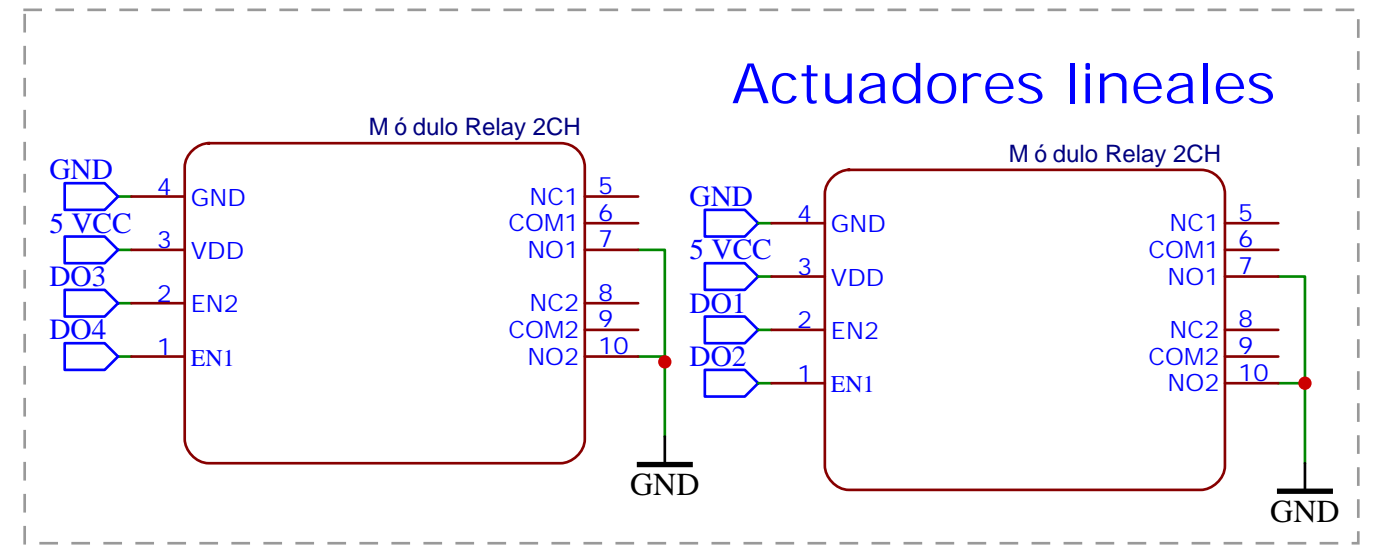 Actuadores lineales
Módulo Relay 2CH
GND
5 VCC
DO3
DO4
4
3
2
1
GND
VDD
EN2
EN1
NC1
COM1
NO1
NC2
COM2
NO2
5
6
7
8
9
10
GND
Módulo Relay 2CH
GND
5 VCC
DO1
DO2
4
3
2
1
GND
VDD
EN2
EN1
NC1
COM1
NO1
NC2
COM2
NO2
5
6
7
8
9
10
GND